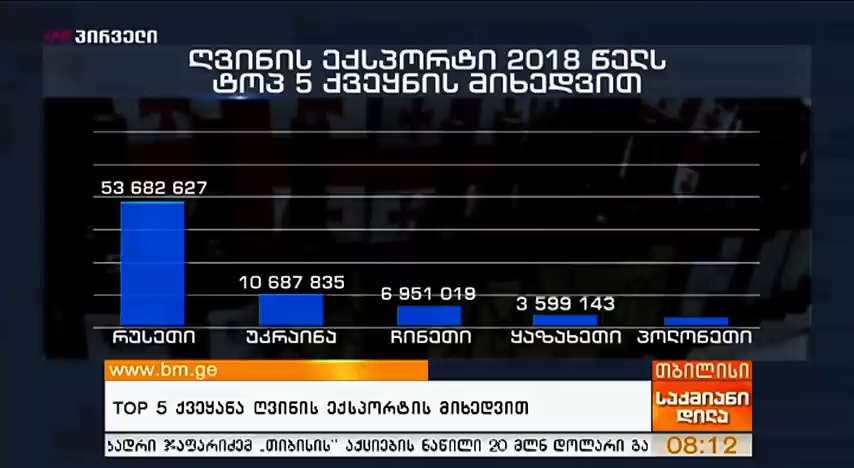 პირველი
ღვინის ექსპორტი 2018 წელს
ტოპ 5 ქვეყნის მიხედვით
53 682 627
10 687 835
6 951 019
3 599 143
რუსეთი უკრაინა ჩინეთი ყაზახეთი პოლონეთი
www.bm.ge
თბილისი
TOP 5 ქვეყანა ღვინის ექსპორტის მიხედვით
საქმიანი
დილა
ბადრი ჯაფარიძემ „თიბისის“ აქციების ნაწილი 20 მლნ დოლარი გა
08:12